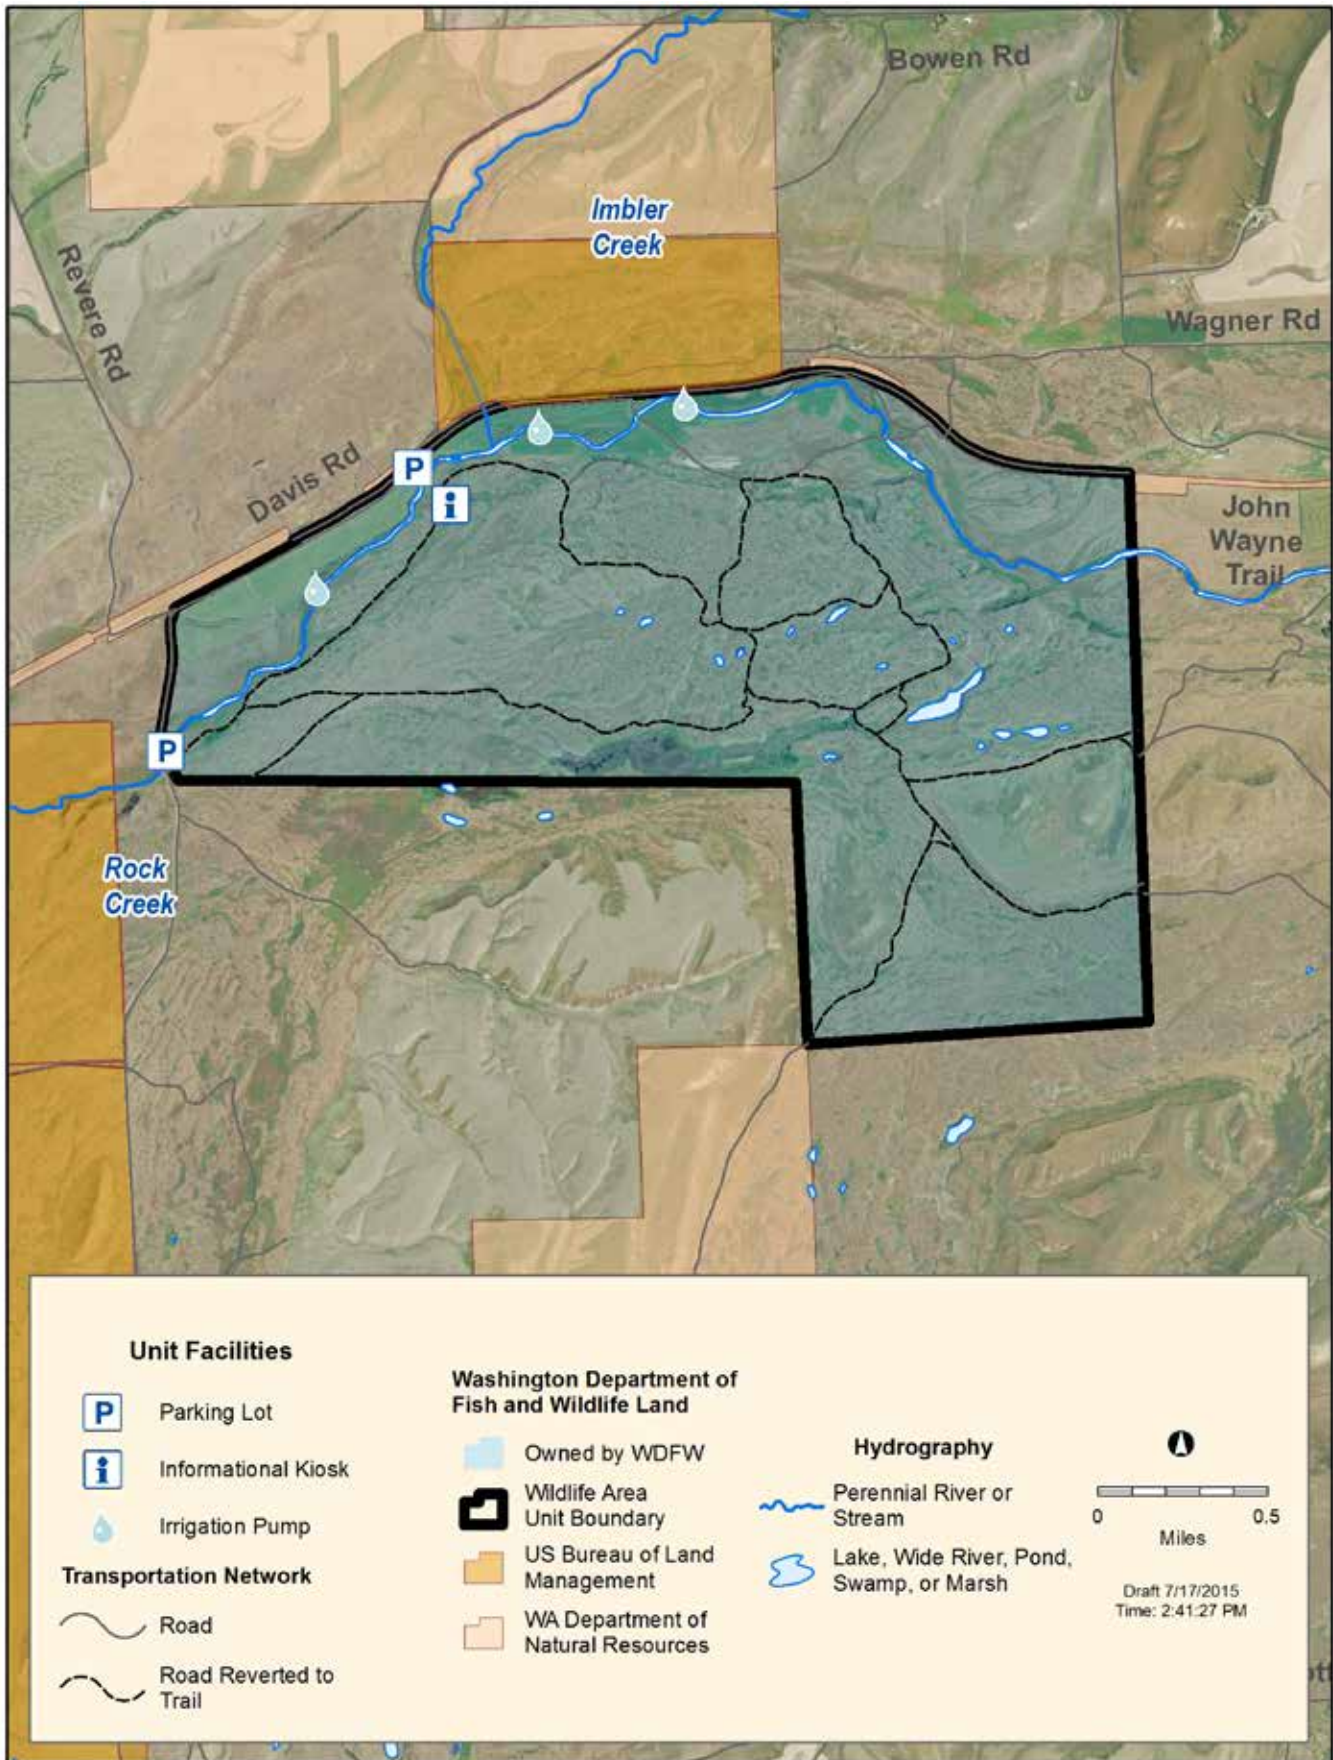 Bowen Rd
Imbler
Creek
Revere Rd
Wagner Rd
Davis Rd
P
i
John
Wayne
Trail
P
Rock
Creek
Unit Facilities
P
Parking Lot
i
Informational Kiosk
Irrigation Pump
Transportation Network
Road
Road Reverted to
Trail
Washington Department of
Fish and Wildlife Land
Owned by WDFW
Wildlife Area
Unit Boundary
US Bureau of Land
Management
WA Department of
Natural Resources
Hydrography
Perennial River or
Stream
Lake, Wide River, Pond,
Swamp, or Marsh
0 0.5
Miles
Draft 7/17/2015
Time: 2:41:27 PM